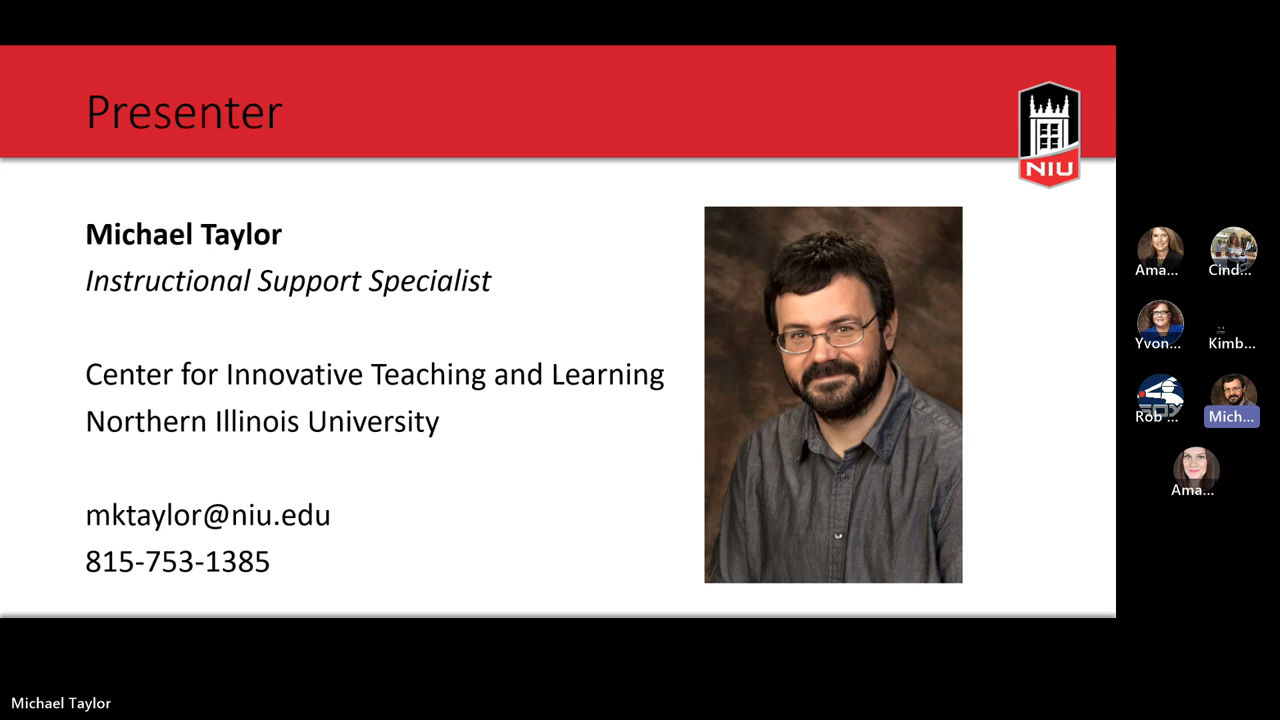 Presenter
NIU
Michael Taylor
Instructional Support Specialist
Center for Innovative Teaching and Learning
Northern Illinois University
mktaylor@niu.edu
815-753-1385
Ama...
Cind...
Yvon...
Kimb...
Rob ...
Mich...
Ama...
Michael Taylor